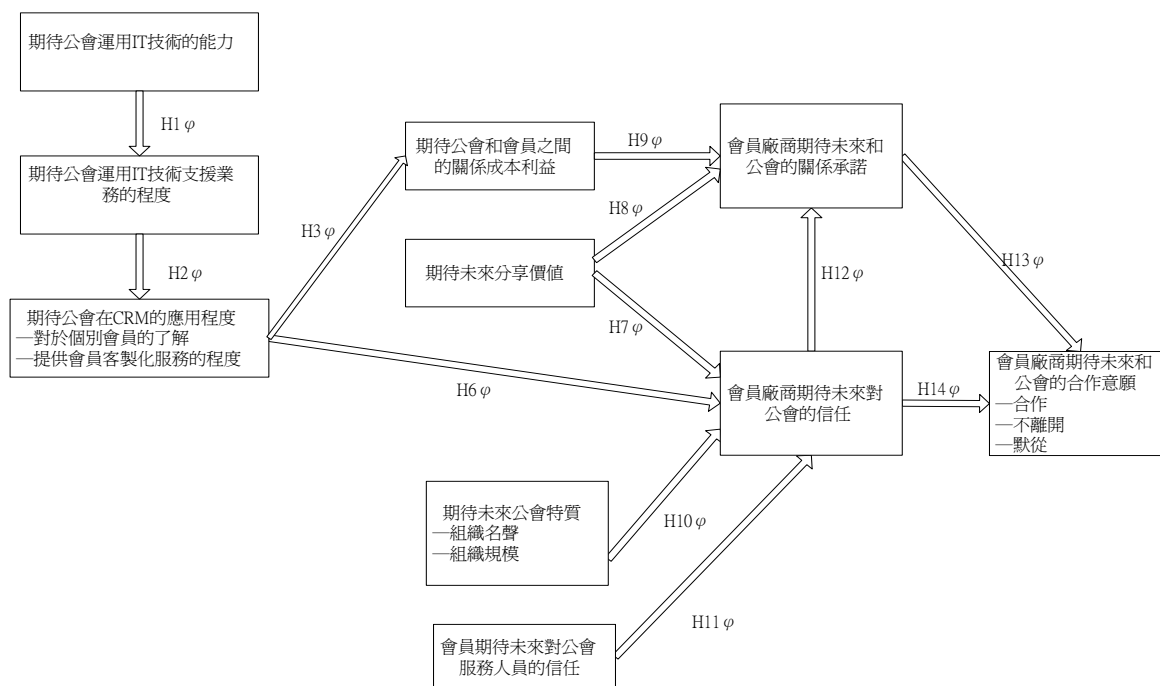 期待公會運用IT技術的能力
H1 φ
期待公會運用IT技術支援業
務的程度
H2 φ
期待公會在CRM的應用程度
—對於個別會員的了解
—提供會員客製化服務的程度
H3 φ
H6 φ
期待公會和會員之間
的關係成本利益
H9 φ
期待未來分享價值
H8 φ
H7 φ
會員廠商期待未來和
公會的關係承諾
H12 φ
H13 φ
會員廠商期待未來對
公會的信任
H14 φ
會員廠商期待未來和
公會的合作意願
—合作
—不離開
—默從
期待未來公會特質
—組織名聲
—組織規模
H10 φ
會員期待未來對公會
服務人員的信任
H11 φ